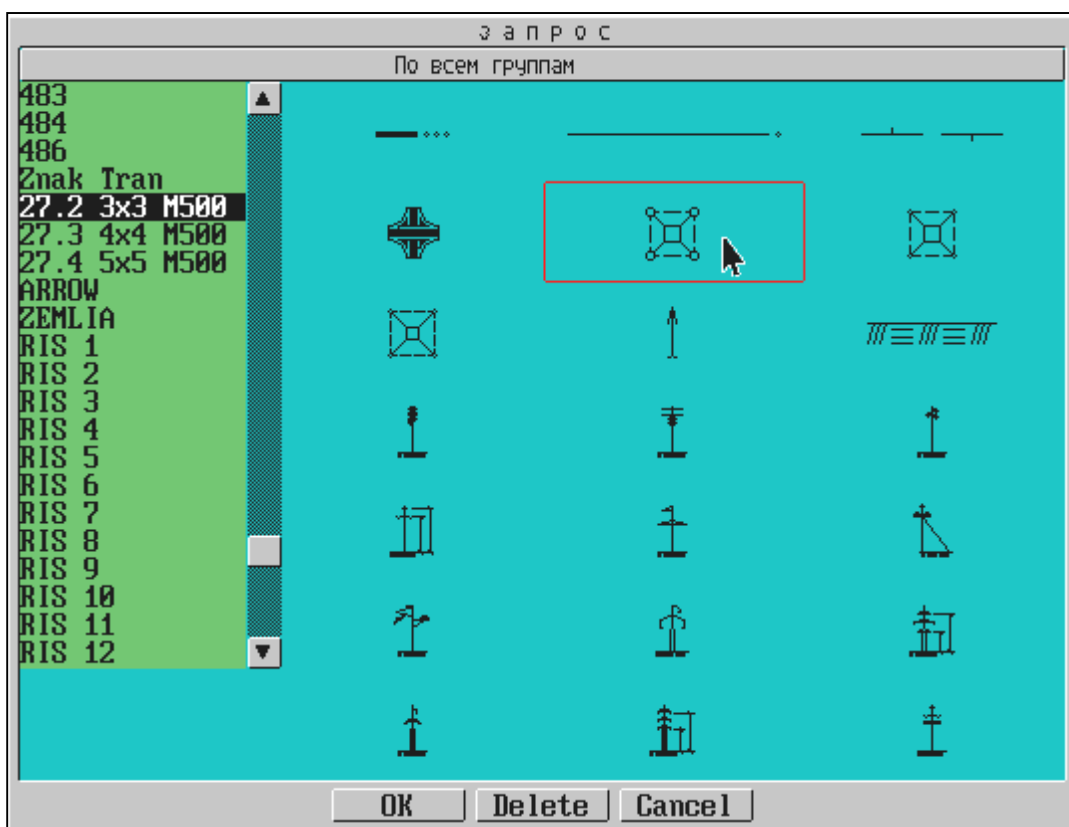 запрос
По всем группам
483
484
486
Znak Tran
27.2 3x3 M500
27.3 4x4 M500
27.4 5x5 M500
ARROW
ZEMLIA
RIS 1
RIS 2
RIS 3
RIS 4
RIS 5
RIS 6
RIS 7
RIS 8
RIS 9
RIS 10
RIS 11
RIS 12
OK Delete Cancel